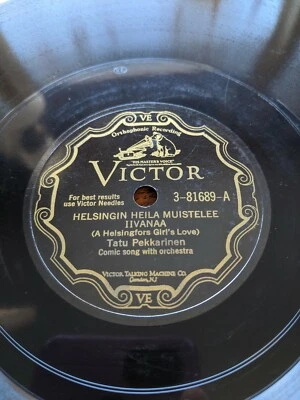 VE
Orthophonic Recording
"HIS MASTER'S VOICE"
VICTOR
For best results
use Victor Needles
3-81689-A
HELSINGIN HEILA MUISTELEE
IIVANAA
(A Helsingfors Girl's Love)
Tatu Pekkarinen
Comic song with orchestra
VICTOR TALKING MACHINE CO.
Camden, N.J.
VE